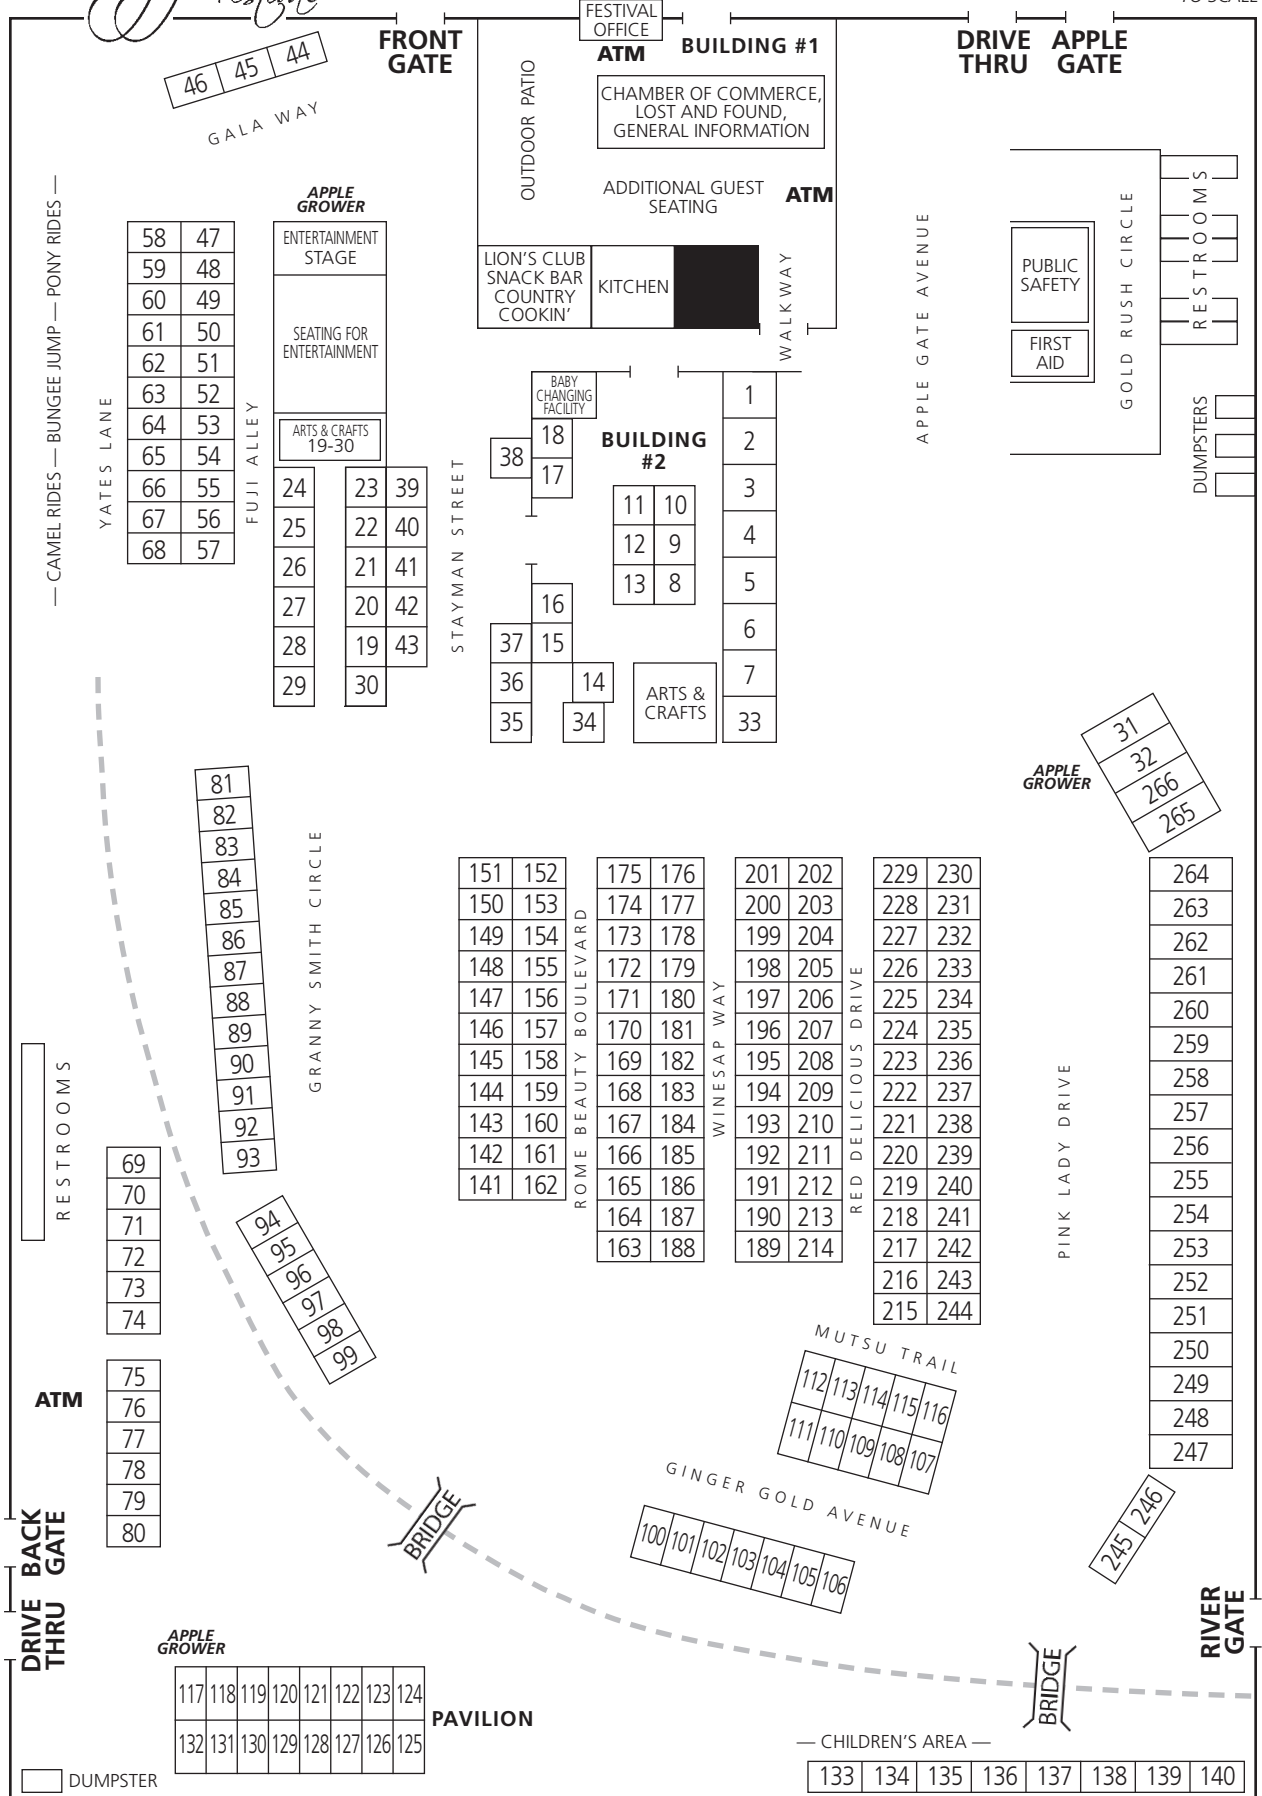 Festival
TO SCALE
FESTIVAL
OFFICE
FRONT
GATE
ATM
BUILDING #1
DRIVE
THRU
APPLE
GATE
46 45 44
GALA WAY
OUTDOOR PATIO
CHAMBER OF COMMERCE,
LOST AND FOUND,
GENERAL INFORMATION
ADDITIONAL GUEST
SEATING
ATM
— CAMEL RIDES — BUNGEE JUMP — PONY RIDES —
APPLE
GROWER
ENTERTAINMENT
STAGE
SEATING FOR
ENTERTAINMENT
ARTS & CRAFTS
19-30
LION'S CLUB
SNACK BAR
COUNTRY
COOKIN'
KITCHEN
WALKWAY
APPLE GATE AVENUE
PUBLIC
SAFETY
FIRST
AID
GOLD RUSH CIRCLE
RESTROOMS
DUMPSTERS
YATES LANE
58 47
59 48
60 49
61 50
62 51
63 52
64 53
65 54
66 55
67 56
68 57
FUJI ALLEY
24 23 39
25 22 40
26 21 41
27 20 42
28 19 43
29 30
STAYMAN STREET
BABY
CHANGING
FACILITY
18
38
17
BUILDING
#2
11 10
12 9
13 8
16
37 15
36 14
35 34
ARTS &
CRAFTS
1
2
3
4
5
6
7
33
31
32
266
265
APPLE
GROWER
81
82
83
84
85
86
87
88
89
90
91
92
93
GRANNY SMITH CIRCLE
151 152
150 153
149 154
148 155
147 156
146 157
145 158
144 159
143 160
142 161
141 162
ROME BEAUTY BOULEVARD
175 176
174 177
173 178
172 179
171 180
170 181
169 182
168 183
167 184
166 185
165 186
164 187
163 188
WINESAP WAY
201 202
200 203
199 204
198 205
197 206
196 207
195 208
194 209
193 210
192 211
191 212
190 213
189 214
RED DELICIOUS DRIVE
229 230
228 231
227 232
226 233
225 234
224 235
223 236
222 237
221 238
220 239
219 240
218 241
217 242
216 243
215 244
PINK LADY DRIVE
264
263
262
261
260
259
258
257
256
255
254
253
252
251
250
249
248
247
246
245
RESTROOMS
69
70
71
72
73
74
94
95
96
97
98
99
ATM
75
76
77
78
79
80
MUTSU TRAIL
112 113 114 115 116
111 110 109 108 107
GINGER GOLD AVENUE
100 101 102 103 104 105 106
BRIDGE
BACK
GATE
DRIVE
THRU
RIVER
GATE
BRIDGE
APPLE
GROWER
117 118 119 120 121 122 123 124
132 131 130 129 128 127 126 125
PAVILION
— CHILDREN'S AREA —
133 134 135 136 137 138 139 140
DUMPSTER